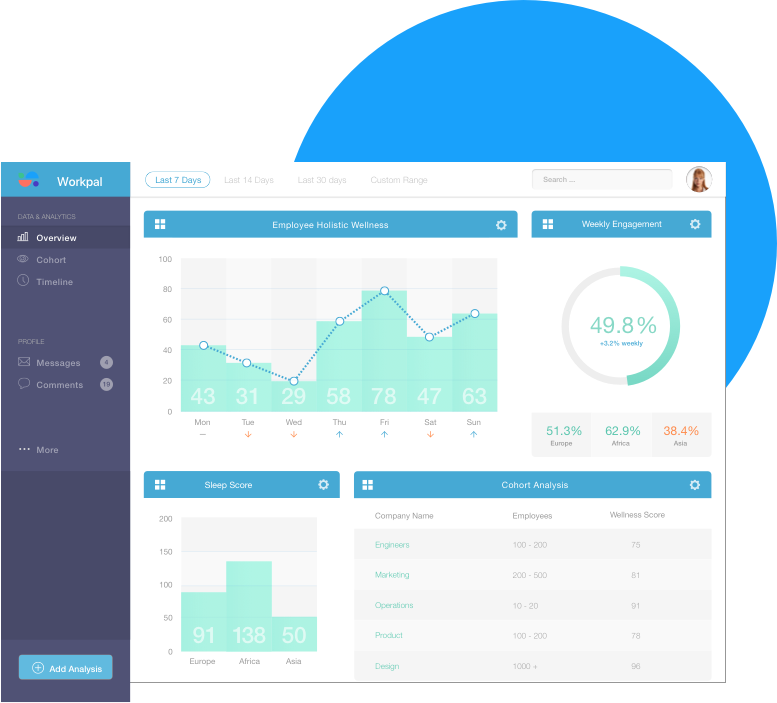 Workpal
Last 7 Days Last 14 Days Last 30 days Custom Range Search ...
DATA & ANALYTICS
Overview
Cohort
Timeline
PROFILE
Messages 4
Comments 19
More
Add Analysis
Employee Holistic Wellness
100
80
60
40
20
0
43 31 29 58 78 47 63
Mon Tue Wed Thu Fri Sat Sun
Weekly Engagement
49.8%
+3.2% weekly
51.3% 62.9% 38.4%
Europe Africa Asia
Sleep Score
200
150
100
50
0
91 138 50
Europe Africa Asia
Cohort Analysis
Company Name Employees Wellness Score
Engineers 100 - 200 75
Marketing 200 - 500 81
Operations 10 - 20 91
Product 100 - 200 78
Design 1000 + 96